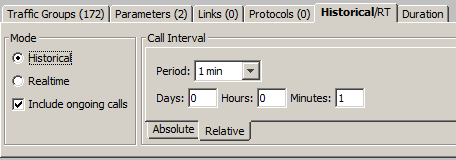 Traffic Groups (172) Parameters (2) Links (0) Protocols (0) Historical/RT Duration
Mode
Historical
Realtime
Include ongoing calls
Call Interval
Period: 1 min
Days: 0 Hours: 0 Minutes: 1
Absolute Relative